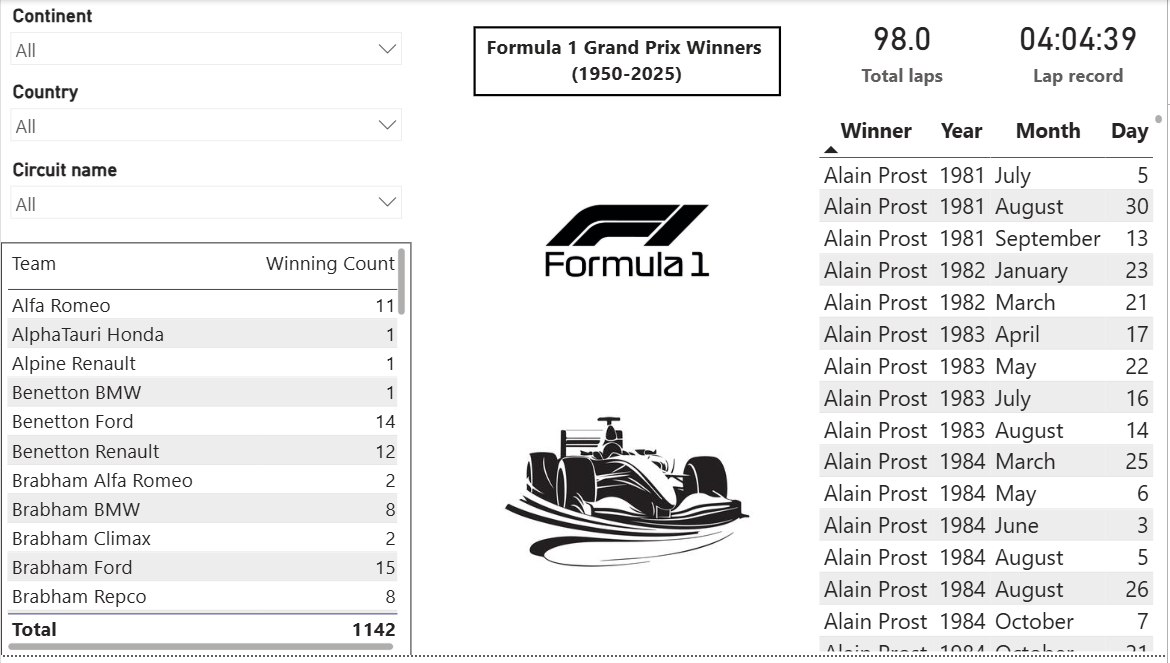 Continent
All
Country
All
Circuit name
All
Team Winning Count
Alfa Romeo 11
AlphaTauri Honda 1
Alpine Renault 1
Benetton BMW 1
Benetton Ford 14
Benetton Renault 12
Brabham Alfa Romeo 2
Brabham BMW 8
Brabham Climax 2
Brabham Ford 15
Brabham Repco 8
Total 1142
Formula 1 Grand Prix Winners
(1950-2025)
F1
Formula 1
98.0
Total laps
04:04:39
Lap record
Winner Year Month Day
Alain Prost 1981 July 5
Alain Prost 1981 August 30
Alain Prost 1981 September 13
Alain Prost 1982 January 23
Alain Prost 1982 March 21
Alain Prost 1983 April 17
Alain Prost 1983 May 22
Alain Prost 1983 July 16
Alain Prost 1983 August 14
Alain Prost 1984 March 25
Alain Prost 1984 May 6
Alain Prost 1984 June 3
Alain Prost 1984 August 5
Alain Prost 1984 August 26
Alain Prost 1984 October 7
Alain Prost 1984 October 21